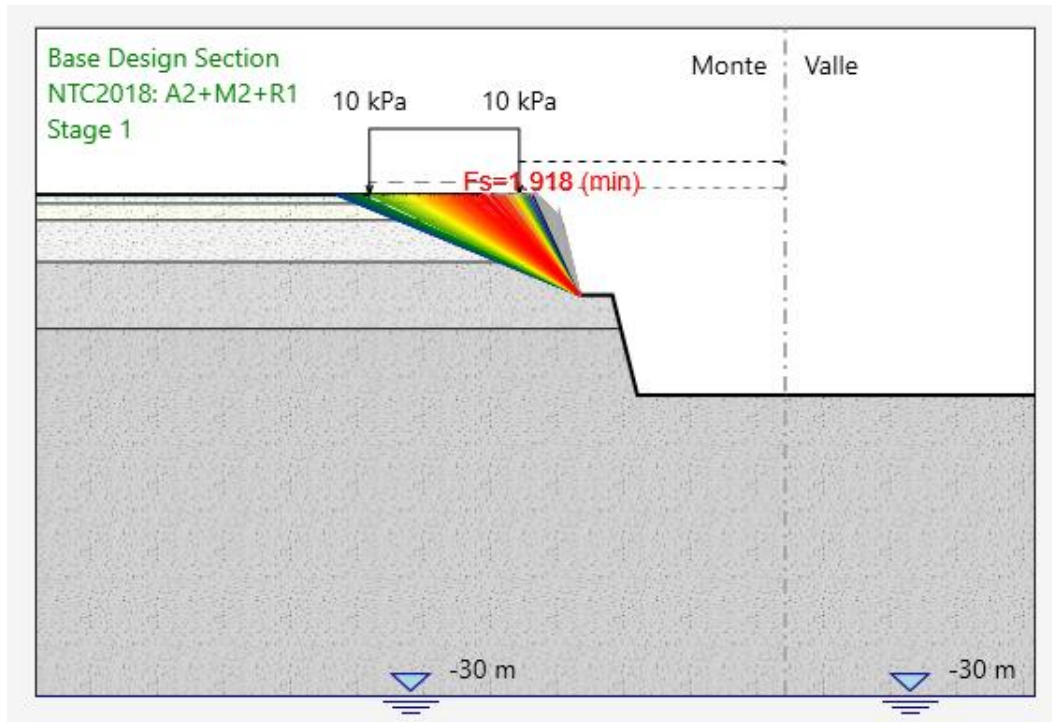 Base Design Section
NTC2018: A2+M2+R1
Stage 1
10 kPa
10 kPa
Monte
Valle
Fs=1.918 (min)
-30 m
-30 m